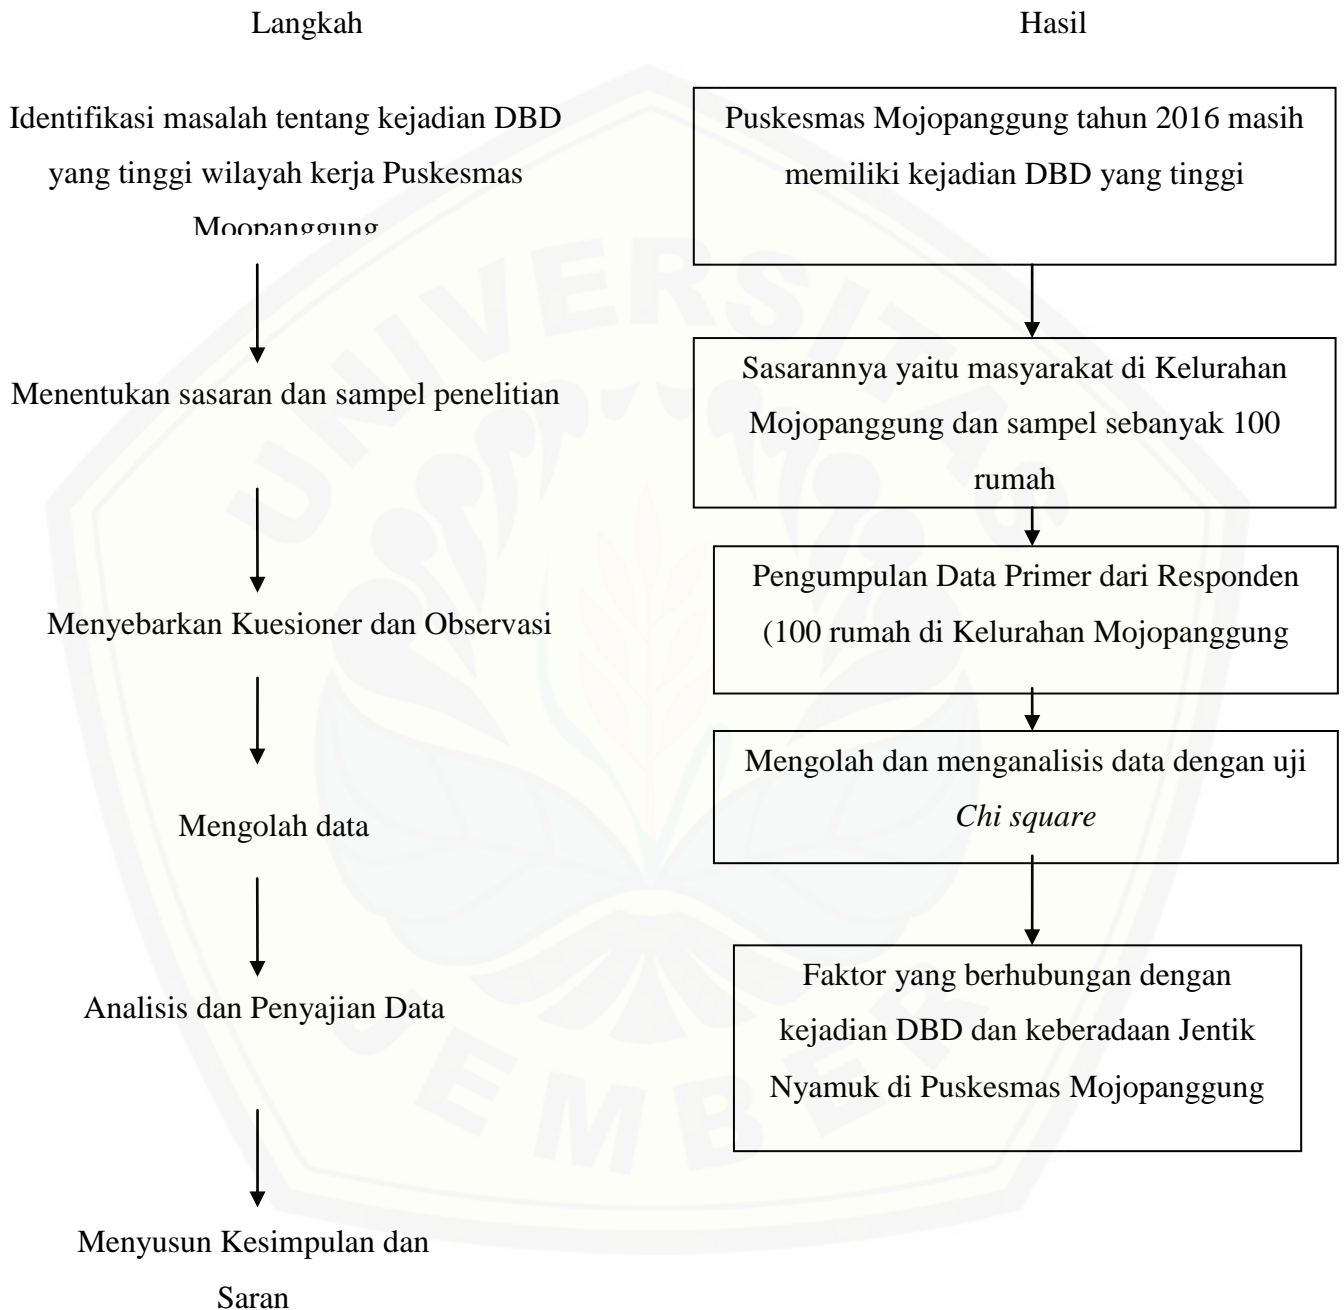 Langkah
Identifikasi masalah tentang kejadian DBD
yang tinggi wilayah kerja Puskesmas
Moopanggung
Menentukan sasaran dan sampel penelitian
Menyebarkan Kuesioner dan Observasi
Mengolah data
Analisis dan Penyajian Data
Menyusun Kesimpulan dan
Saran
Hasil
Puskesmas Mojopanggung tahun 2016 masih
memiliki kejadian DBD yang tinggi
Sasarannya yaitu masyarakat di Kelurahan
Mojopanggung dan sampel sebanyak 100
rumah
Pengumpulan Data Primer dari Responden
(100 rumah di Kelurahan Mojopanggung
Mengolah dan menganalisis data dengan uji
Chi square
Faktor yang berhubungan dengan
kejadian DBD dan keberadaan Jentik
Nyamuk di Puskesmas Mojopanggung
UNIVERSITAS
JEMBER